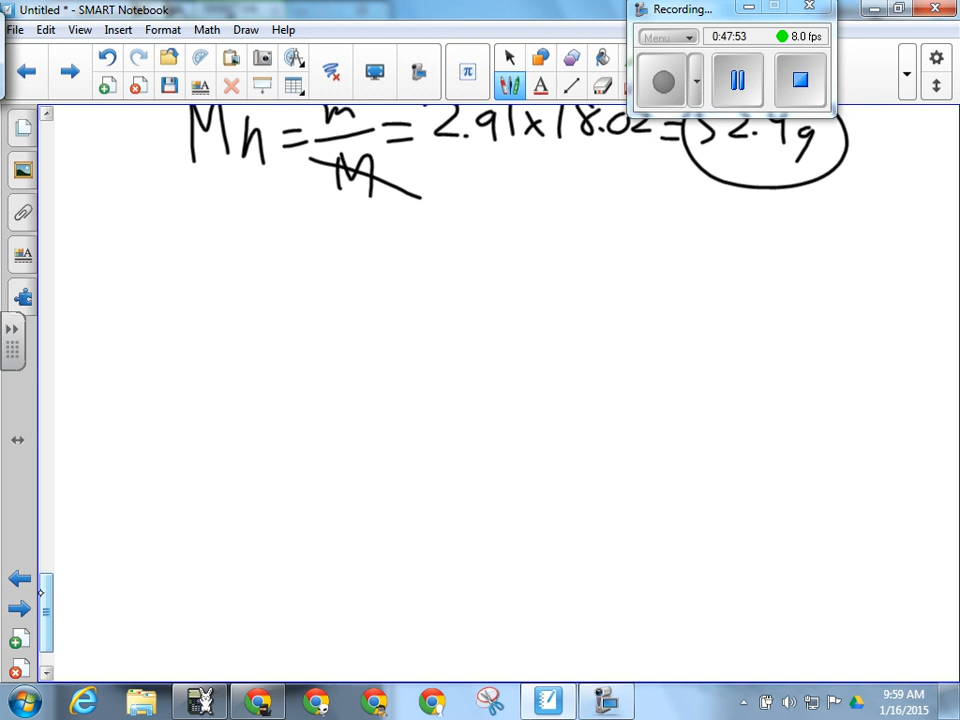 Untitled * - SMART Notebook
Recording...
File Edit View Insert Format Math Draw Help
Menu 0:47:53 8.0 fps
π A
Mn = m/M = 2.91 x 18.02 = 52.4g
9:59 AM
1/16/2015